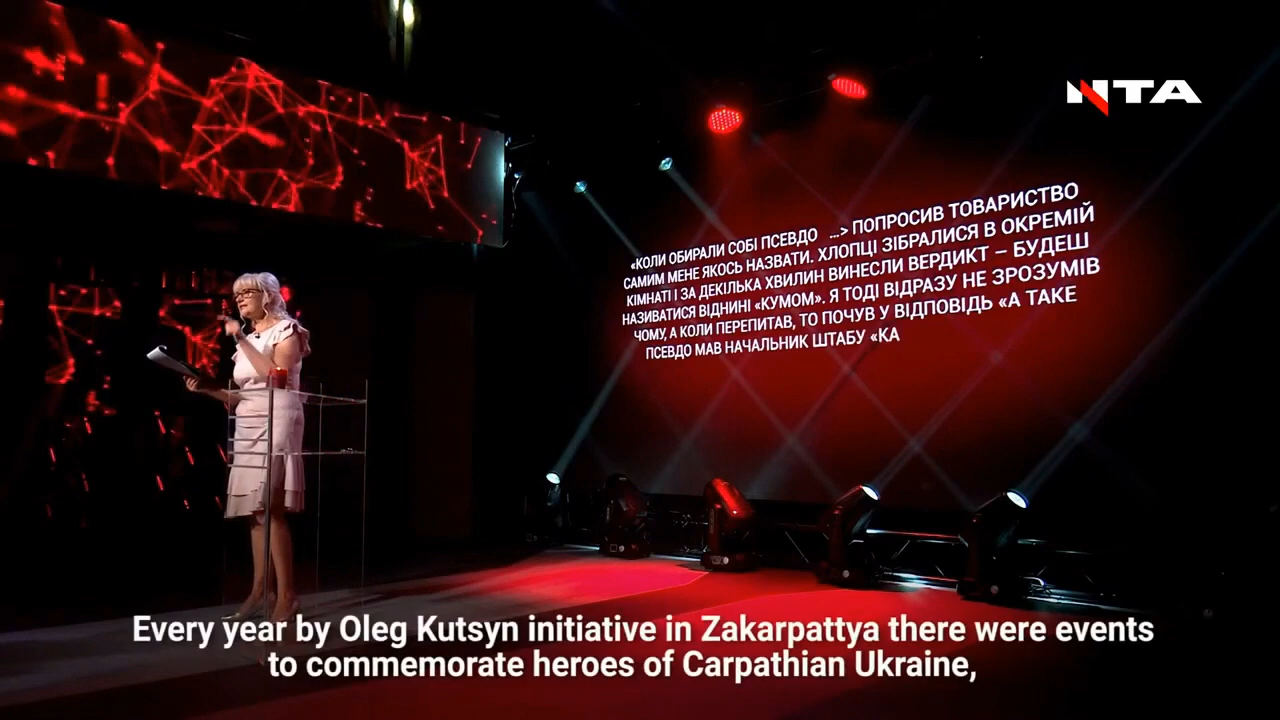 NTA
«КОЛИ ОБИРАЛИ СОБІ ПСЕВДО ...> ПОПРОСИВ ТОВАРИСТВО
САМИМ МЕНЕ ЯКОСЬ НАЗВАТИ. ХЛОПЦІ ЗІБРАЛИСЯ В ОКРЕМІЙ
КІМНАТІ І ЗА ДЕКІЛЬКА ХВИЛИН ВИНЕСЛИ ВЕРДИКТ – БУДЕШ
НАЗИВАТИСЯ ВІДНИНІ «КУМОМ». Я ТОДІ ВІДРАЗУ НЕ ЗРОЗУМІВ
ЧОМУ, А КОЛИ ПЕРЕПИТАВ, ТО ПОЧУВ У ВІДПОВІДЬ «А ТАКЕ
ПСЕВДО МАВ НАЧАЛЬНИК ШТАБУ «КА
Every year by Oleg Kutsyn initiative in Zakarpattya there were events
to commemorate heroes of Carpathian Ukraine,